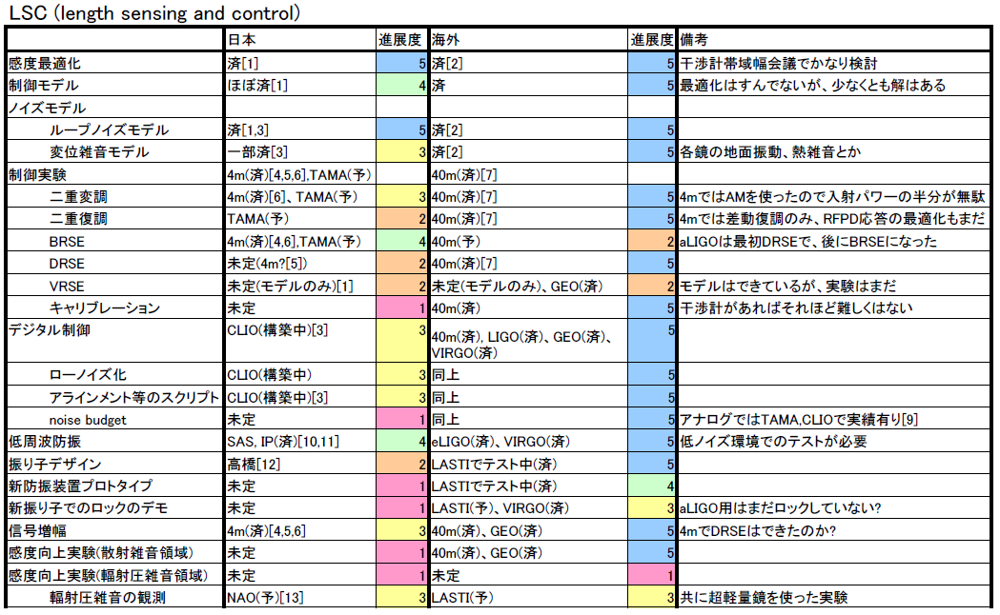 LSC (length sensing and control)
日本 進展度 海外 進展度 備考
感度最適化 済[1] 5 済[2] 5 干渉計帯域幅会議でかなり検討
制御モデル ほぼ済[1] 4 済 5 最適化はすんでないが、少なくとも解はある
ノイズモデル
ループノイズモデル 済[1,3] 5 済[2] 5
変位雑音モデル 一部済[3] 3 済[2] 5 各鏡の地面振動、熱雑音とか
制御実験 4m(済)[4,5,6],TAMA(予) 40m(済)[7]
二重変調 4m(済)[6]、TAMA(予) 3 40m(済)[7] 5 4mではAMを使ったので入射パワーの半分が無駄
二重復調 TAMA(予) 2 40m(済)[7] 5 4mでは差動復調のみ、RFPD応答の最適化もまだ
BRSE 4m(済)[4,6],TAMA(予) 4 40m(予) 2 aLIGOは最初DRSEで、後にBRSEになった
DRSE 未定(4m?[5]) 2 40m(済)[7] 5
VRSE 未定(モデルのみ)[1] 2 未定(モデルのみ)、GEO(済) 2 モデルはできているが、実験はまだ
キャリブレーション 未定 1 40m(済) 5 干渉計があればそれほど難しくはない
デジタル制御 CLIO(構築中)[3] 3 40m(済), LIGO(済)、GEO(済)、 5
VIRGO(済)
ローノイズ化 CLIO(構築中) 3 同上 5
アラインメント等のスクリプト CLIO(構築中)[3] 3 同上 5
noise budget 未定 1 同上 5 アナログではTAMA,CLIOで実績有り[9]
低周波防振 SAS, IP(済)[10,11] 4 eLIGO(済)、VIRGO(済) 5 低ノイズ環境でのテストが必要
振り子デザイン 高橋[12] 2 LASTIでテスト中(済) 5
新防振装置プロトタイプ 未定 1 LASTIでテスト中(済) 4
新振り子でのロックのデモ 未定 1 LASTI(予)、VIRGO(済) 3 aLIGO用はまだロックしていない?
信号増幅 4m(済)[4,5,6] 3 40m(済)、GEO(済) 5 4mでDRSEはできたのか?
感度向上実験(散射雑音領域) 未定 1 40m(済)、GEO(済) 5
感度向上実験(輻射圧雑音領域) 未定 1 未定 1
輻射圧雑音の観測 NAO(予)[13] 3 LASTI(予) 3 共に超軽量鏡を使った実験